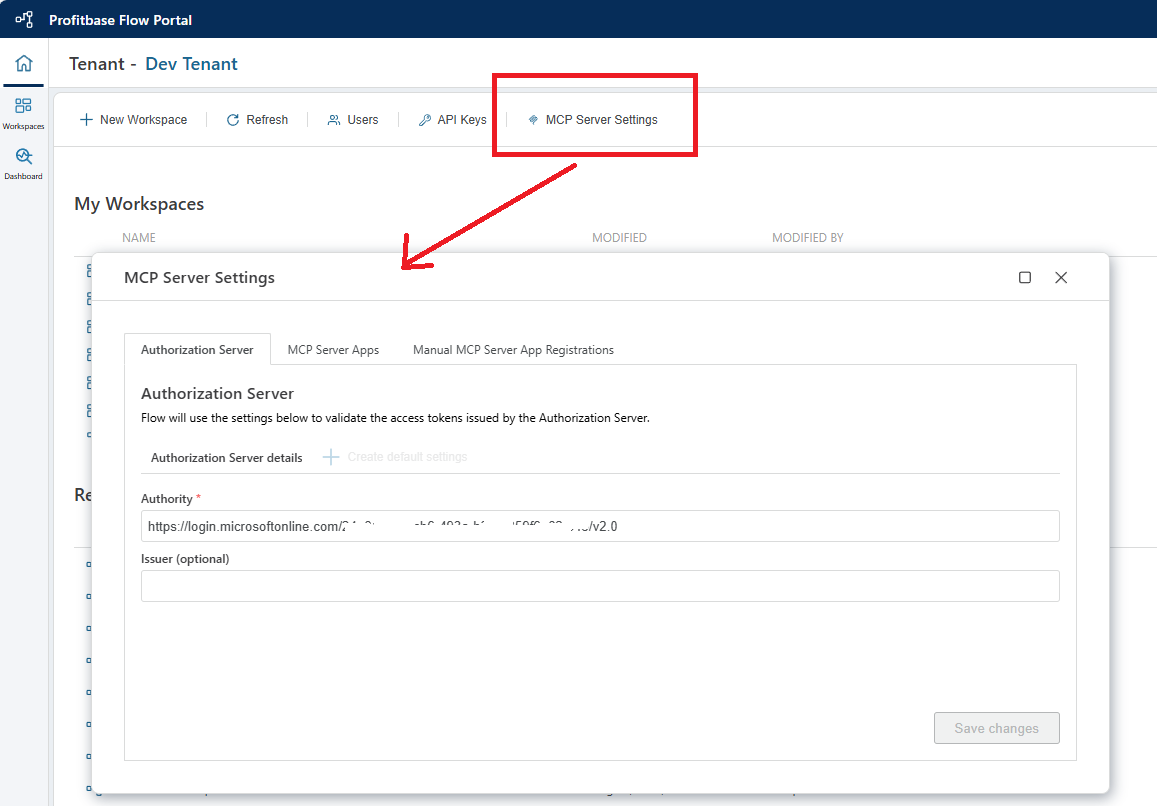 Profitbase Flow Portal
Tenant - Dev Tenant
New Workspace Refresh Users API Keys MCP Server Settings
Workspaces
Dashboard
My Workspaces
NAME MODIFIED MODIFIED BY
MCP Server Settings
Authorization Server MCP Server Apps Manual MCP Server App Registrations
Authorization Server
Flow will use the settings below to validate the access tokens issued by the Authorization Server.
Authorization Server details Create default settings
Authority *
https://login.microsoftonline.com/ /v2.0
Issuer (optional)
Save changes